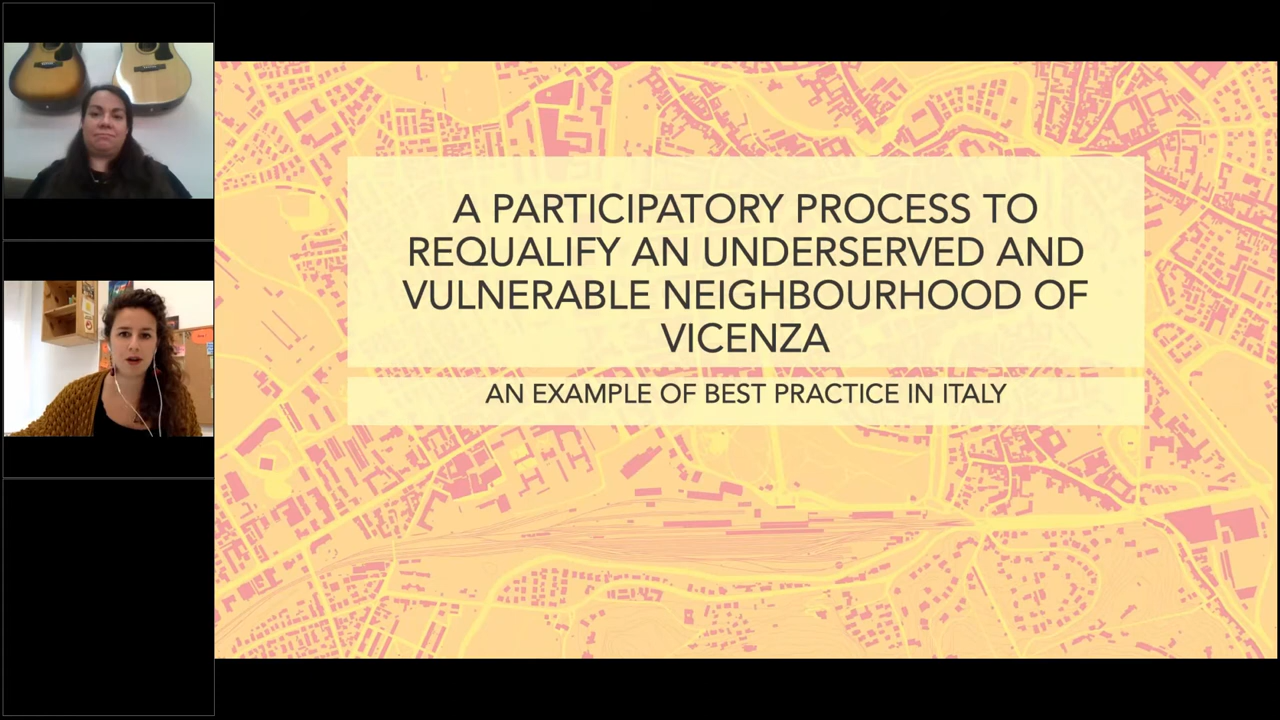 A PARTICIPATORY PROCESS TO
REQUALIFY AN UNDERSERVED AND
VULNERABLE NEIGHBOURHOOD OF
VICENZA
AN EXAMPLE OF BEST PRACTICE IN ITALY